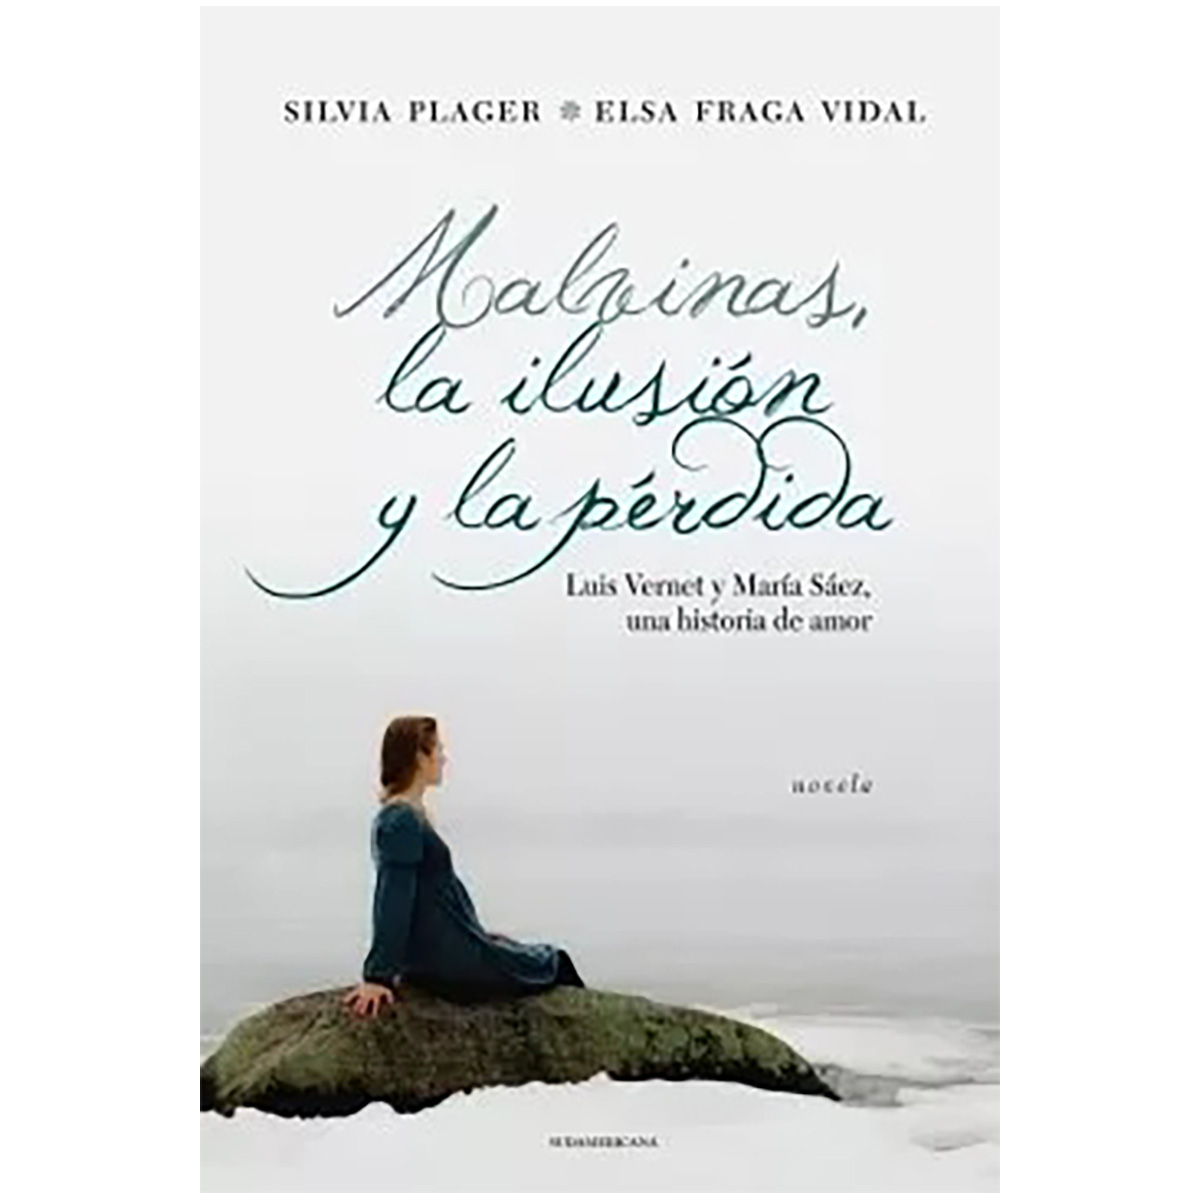 SILVIA PLAGER * ELSA FRAGA VIDAL
Malvinas,
la ilusión
y la pérdida
Luis Vernet y María Sáez,
una historia de amor
novela
SUDAMERICANA